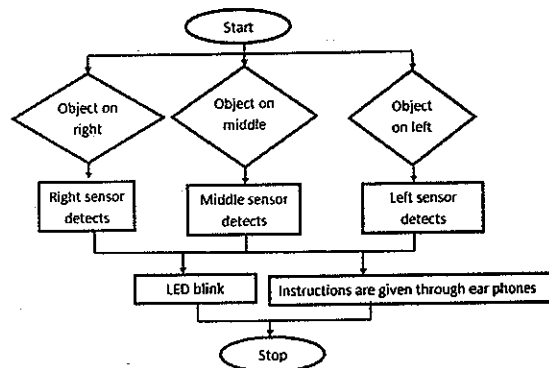 Start
Object on
right
Object on
middle
Object
on left
Right sensor
detects
Middle sensor
detects
Left sensor
detects
LED blink
Instructions are given through ear phones
Stop